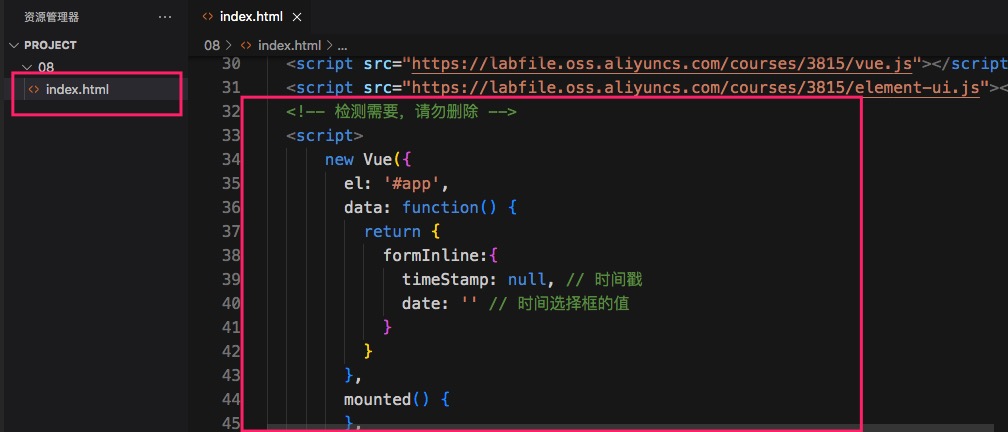 资源管理器
PROJECT
08
index.html
index.html
08 > index.html > ...
30 <script src="https://labfile.oss.aliyuncs.com/courses/3815/vue.js"></script
31 <script src="https://labfile.oss.aliyuncs.com/courses/3815/element-ui.js"><
32 <!-- 检测需要，请勿删除 -->
33 <script>
34 new Vue({
35 el: '#app',
36 data: function() {
37 return {
38 formInline:{
39 timeStamp: null, // 时间戳
40 date: '' // 时间选择框的值
41 }
42 }
43 },
44 mounted() {
45 },